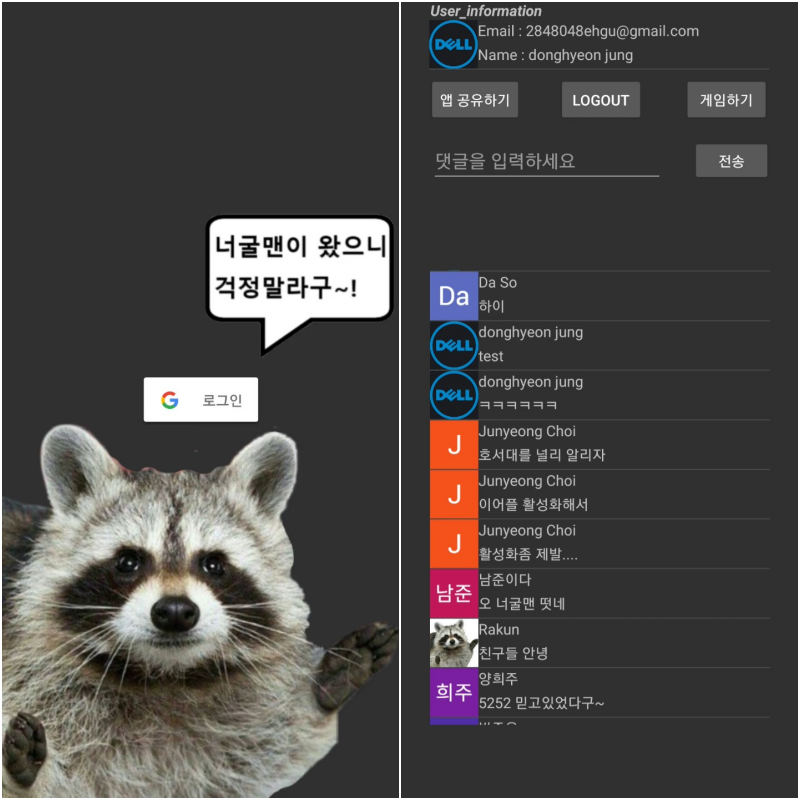 너굴맨이 왔으니
걱정말라구~!
로그인
User_information
DELL
Email : 2848048ehgu@gmail.com
Name : donghyeon jung
앱 공유하기
LOGOUT
게임하기
댓글을 입력하세요
전송
Da
Da So
하이
DELL
donghyeon jung
test
DELL
donghyeon jung
ㅋㅋㅋㅋㅋㅋ
J
Junyeong Choi
호서대를 널리 알리자
J
Junyeong Choi
이어플 활성화해서
J
Junyeong Choi
활성화좀 제발....
남준
남준이다
오 너굴맨 떳네
Rakun
친구들 안녕
희주
양희주
5252 믿고있었다구~